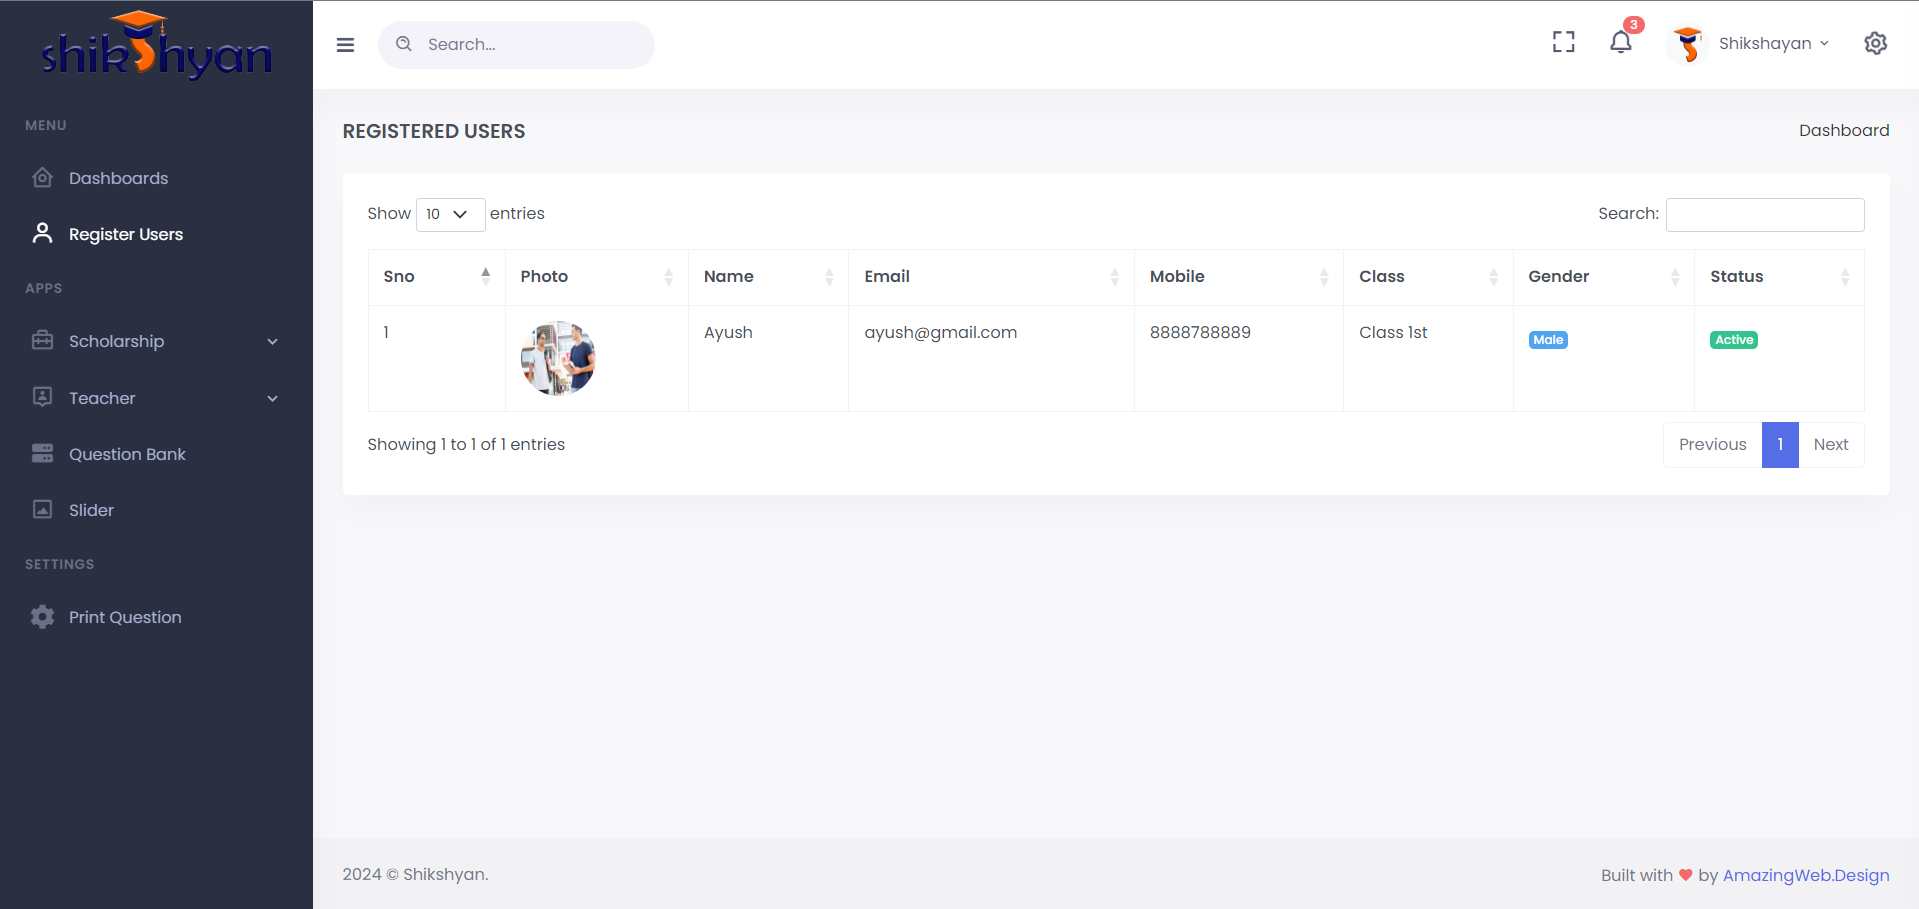 shikshyan
Search...
3
Shikshayan
MENU
Dashboards
Register Users
APPS
Scholarship
Teacher
Question Bank
Slider
SETTINGS
Print Question
REGISTERED USERS
Dashboard
Show 10 entries
Search:
Sno Photo Name Email Mobile Class Gender Status
1 Ayush ayush@gmail.com 8888788889 Class 1st Male Active
Showing 1 to 1 of 1 entries
Previous 1 Next
2024 © Shikshyan.
Built with ❤ by AmazingWeb.Design